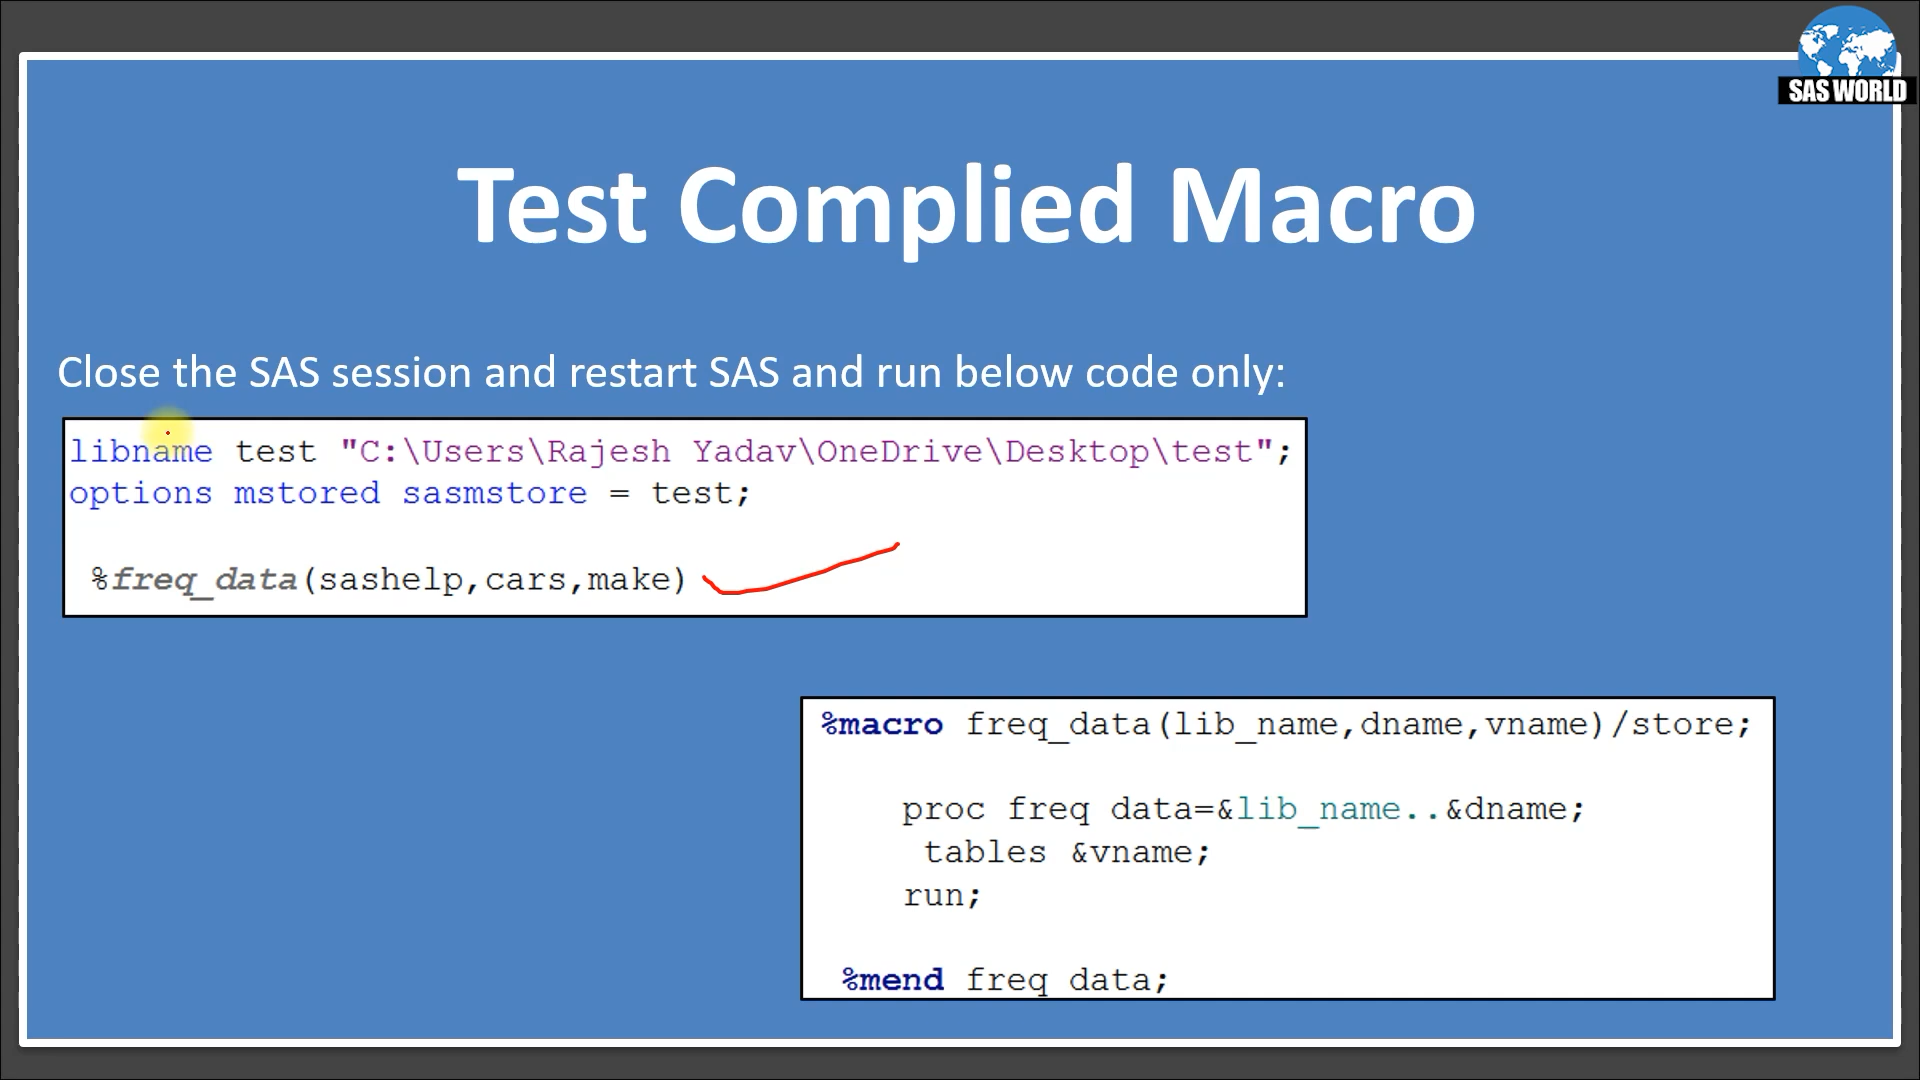 SAS WORLD
Test Complied Macro
Close the SAS session and restart SAS and run below code only:
libname test "C:\Users\Rajesh Yadav\OneDrive\Desktop\test";
options mstored sasmstore = test;
%freq_data(sashelp,cars,make)
%macro freq_data(lib_name,dname,vname)/store;
proc freq data=&lib_name..&dname;
tables &vname;
run;
%mend freq_data;